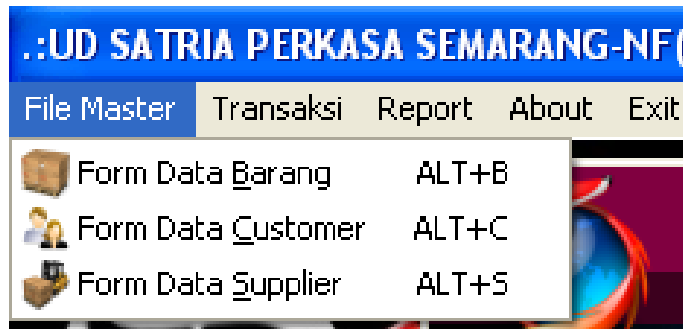 .:UD SATRIA PERKASA SEMARANG-NF(
File Master Transaksi Report About Exit
Form Data Barang ALT+B
Form Data Customer ALT+C
Form Data Supplier ALT+S